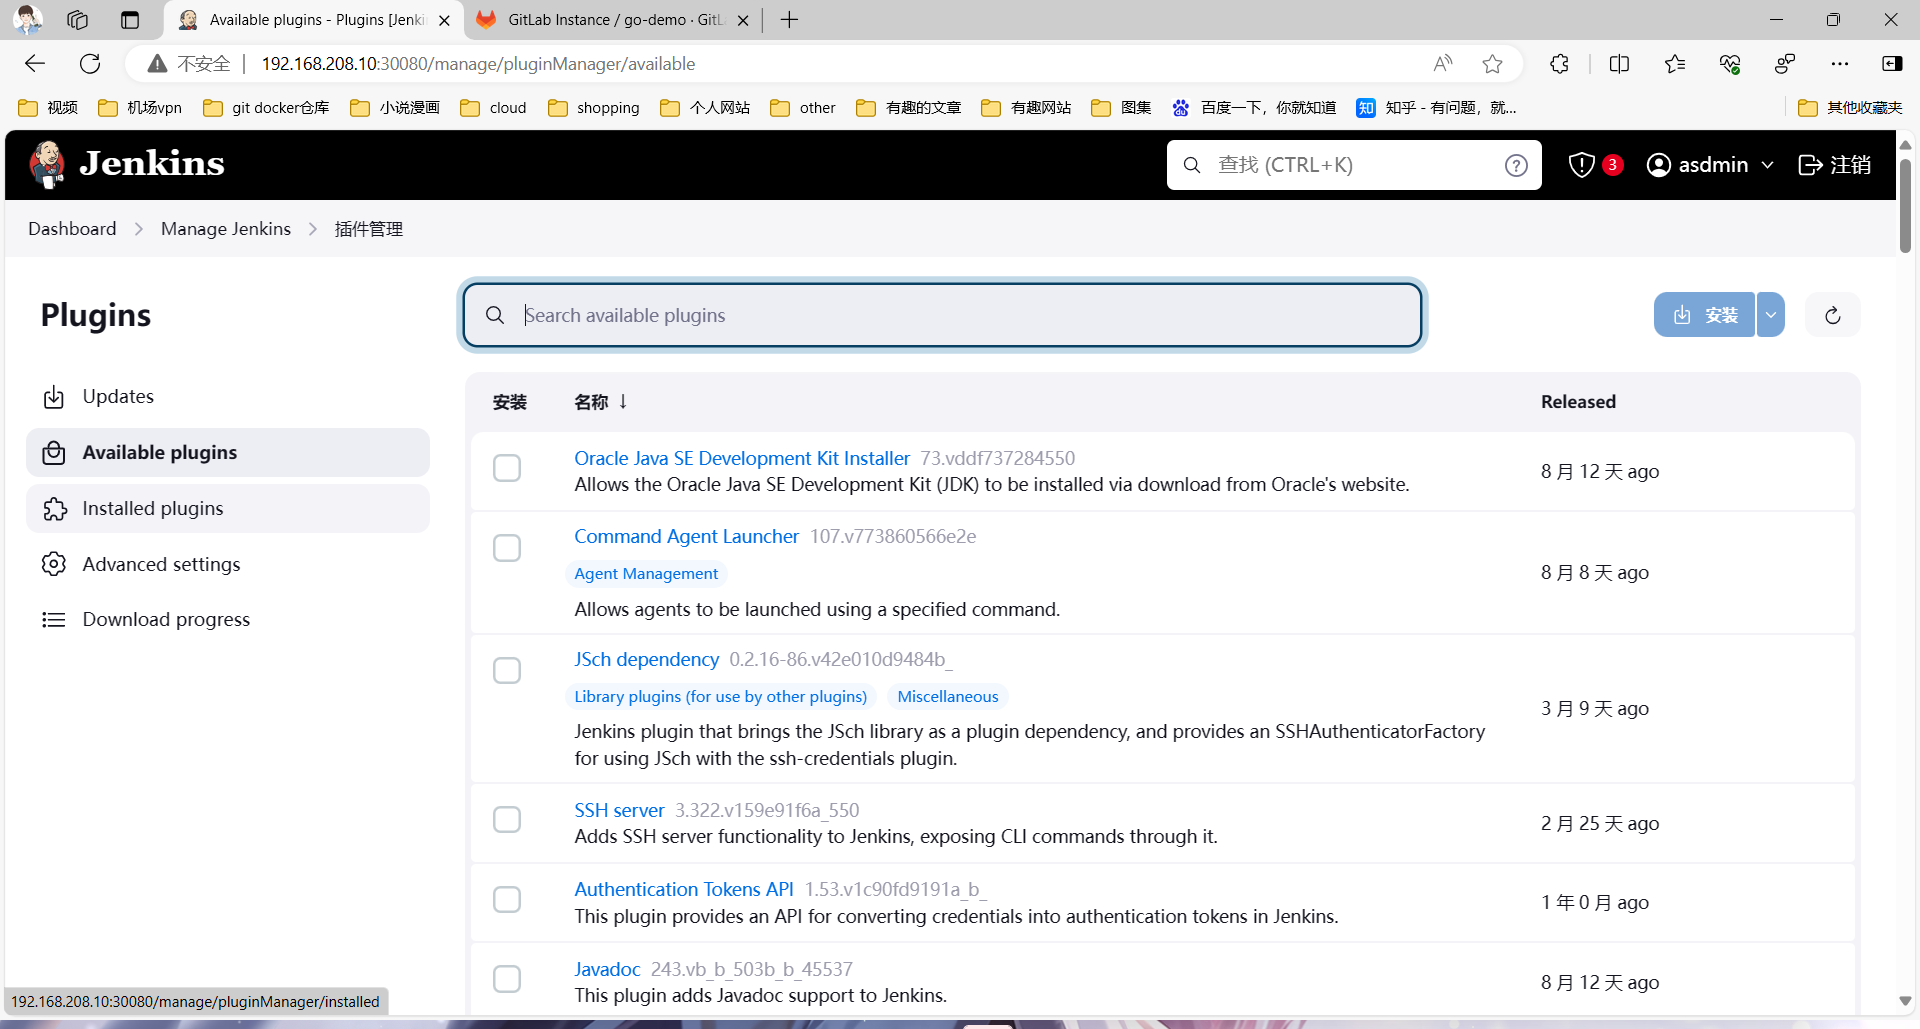 Available plugins - Plugins [Jenki
GitLab Instance / go-demo · GitL
不安全
192.168.208.10:30080/manage/pluginManager/available
视频
机场vpn
git docker仓库
小说漫画
cloud
shopping
个人网站
other
有趣的文章
有趣网站
图集
百度一下，你就知道
知
知乎 - 有问题，就...
其他收藏夹
Jenkins
查找 (CTRL+K)
?
3
asdmin
注销
Dashboard
Manage Jenkins
插件管理
Plugins
Search available plugins
安装
Updates
Available plugins
Installed plugins
Advanced settings
Download progress
安装
名称 ↓
Released
Oracle Java SE Development Kit Installer 73.vddf737284550
Allows the Oracle Java SE Development Kit (JDK) to be installed via download from Oracle's website.
8 月 12 天 ago
Command Agent Launcher 107.v773860566e2e
Agent Management
Allows agents to be launched using a specified command.
8 月 8 天 ago
JSch dependency 0.2.16-86.v42e010d9484b_
Library plugins (for use by other plugins)
Miscellaneous
Jenkins plugin that brings the JSch library as a plugin dependency, and provides an SSHAuthenticatorFactory
for using JSch with the ssh-credentials plugin.
3 月 9 天 ago
SSH server 3.322.v159e91f6a_550
Adds SSH server functionality to Jenkins, exposing CLI commands through it.
2 月 25 天 ago
Authentication Tokens API 1.53.v1c90fd9191a_b_
This plugin provides an API for converting credentials into authentication tokens in Jenkins.
1 年 0 月 ago
Javadoc 243.vb_b_503b_b_45537
This plugin adds Javadoc support to Jenkins.
8 月 12 天 ago
192.168.208.10:30080/manage/pluginManager/installed